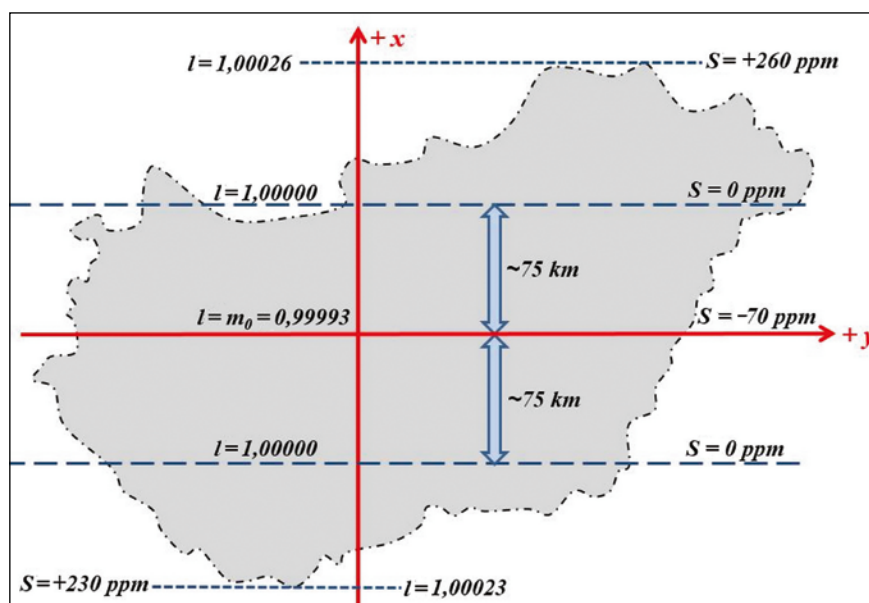 + x
l = 1,00026
S = +260 ppm
l = 1,00000
S = 0 ppm
~75 km
l = m₀ = 0,99993
S = -70 ppm
+ y
~75 km
l = 1,00000
S = 0 ppm
S = +230 ppm
l = 1,00023